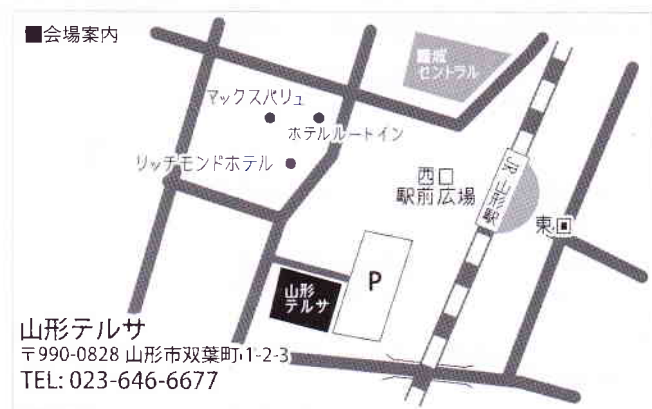 ■会場案内
霞城
セントラル
マックスバリュ
ホテルルートイン
リッチモンドホテル
西口
駅前広場
JR 山形駅
東口
P
山形
テルサ
山形テルサ
〒990-0828 山形市双葉町1-2-3
TEL: 023-646-6677